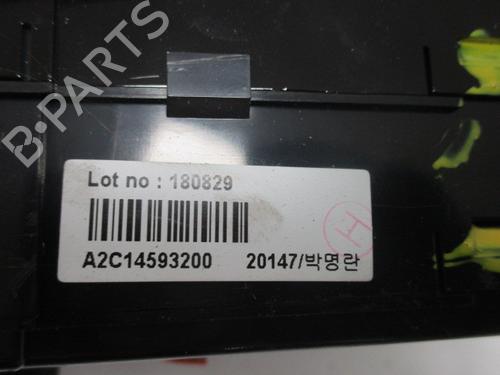 B-PARTS
Lot no : 180829
H
A2C14593200 20147/박명란